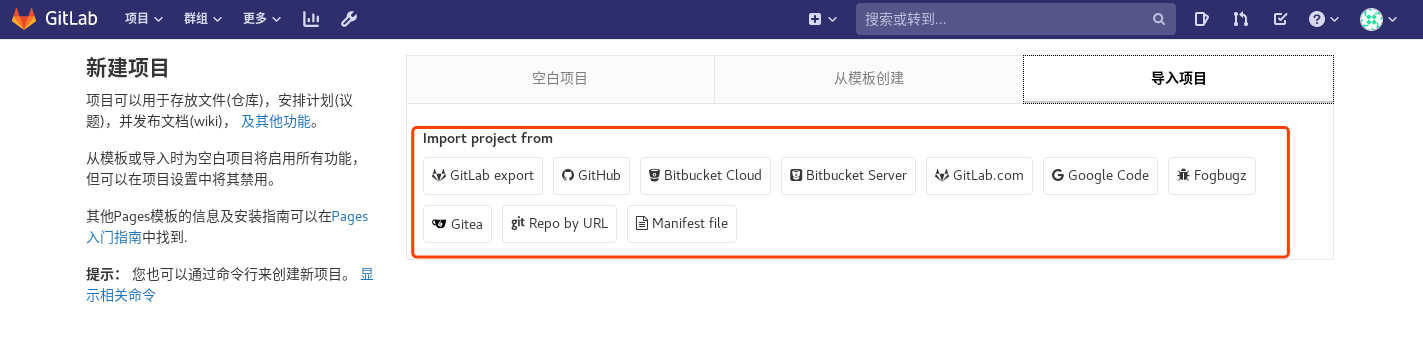 GitLab 项目 群组 更多 搜索或转到...
新建项目
项目可以用于存放文件(仓库)，安排计划(议
题)，并发布文档(wiki)， 及其他功能。
从模板或导入时为空白项目将启用所有功能，
但可以在项目设置中将其禁用。
其他Pages模板的信息及安装指南可以在Pages
入门指南中找到.
提示： 您也可以通过命令行来创建新项目。 显
示相关命令
空白项目 从模板创建 导入项目
Import project from
GitLab export GitHub Bitbucket Cloud Bitbucket Server GitLab.com Google Code Fogbugz
Gitea git Repo by URL Manifest file